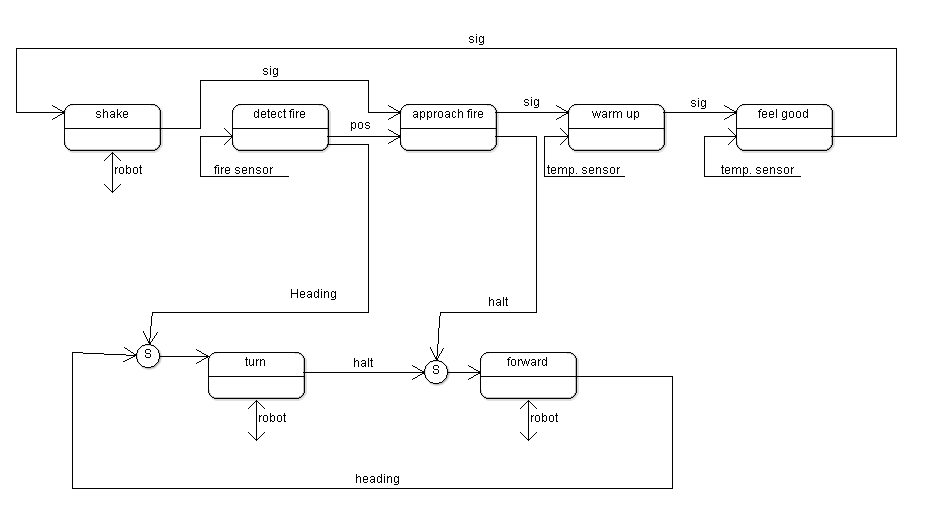 sig
sig
shake
detect fire
pos
approach fire
sig
warm up
sig
feel good
robot
fire sensor
temp. sensor
temp. sensor
Heading
halt
S
turn
halt
S
forward
robot
robot
heading